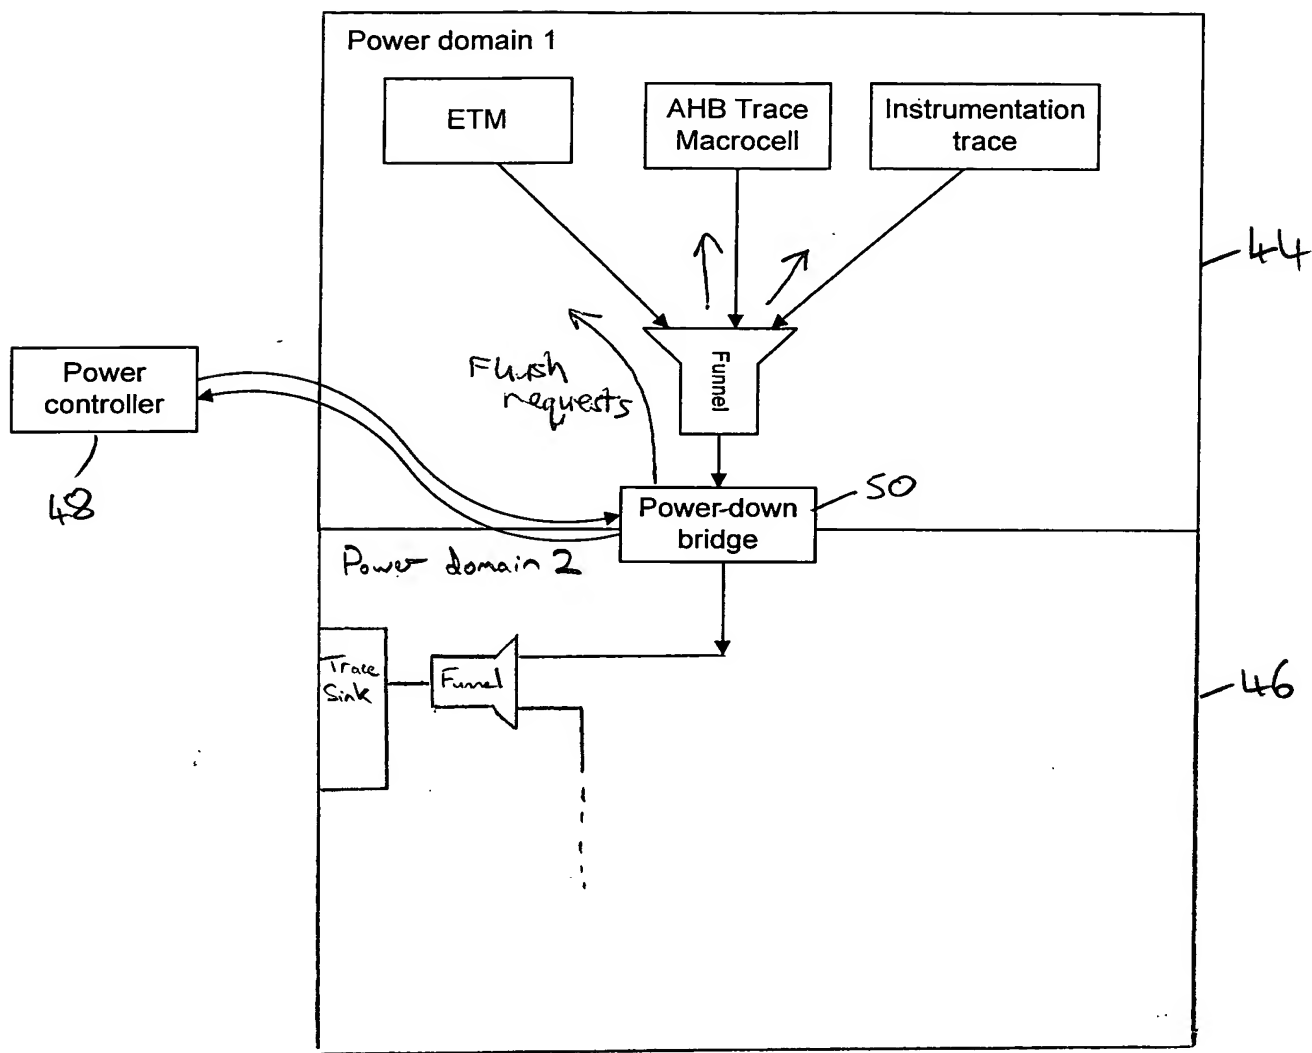 Power domain 1
ETM
AHB Trace
Macrocell
Instrumentation
trace
44
Funnel
Flush
requests
Power
controller
48
Power-down
bridge
50
Power domain 2
Trace
Sink
Funnel
46